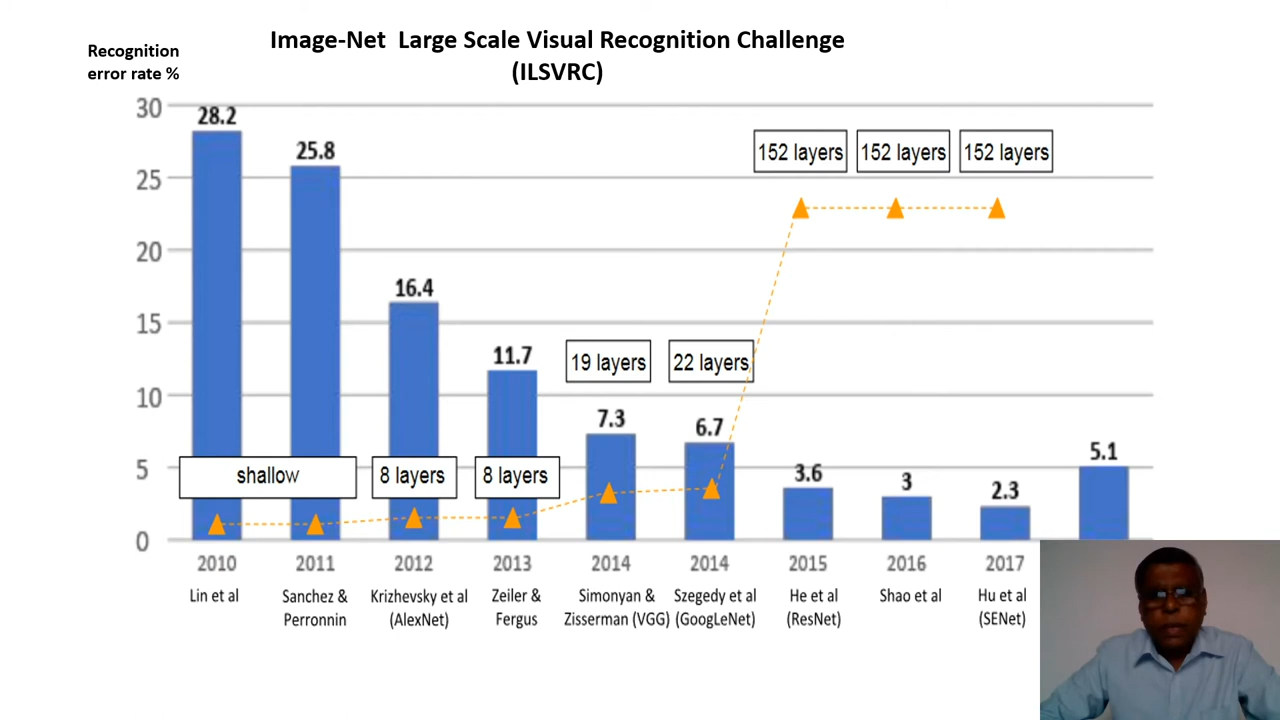 Image-Net Large Scale Visual Recognition Challenge
(ILSVRC)
Recognition
error rate %
30
25
20
15
10
5
0
28.2
25.8
16.4
11.7
7.3
6.7
3.6
3
2.3
5.1
shallow
8 layers
8 layers
19 layers
22 layers
152 layers
152 layers
152 layers
2010
2011
2012
2013
2014
2014
2015
2016
2017
Lin et al
Sanchez &
Perronnin
Krizhevsky et al
(AlexNet)
Zeiler &
Fergus
Simonyan &
Zisserman (VGG)
Szegedy et al
(GoogLeNet)
He et al
(ResNet)
Shao et al
Hu et al
(SENet)